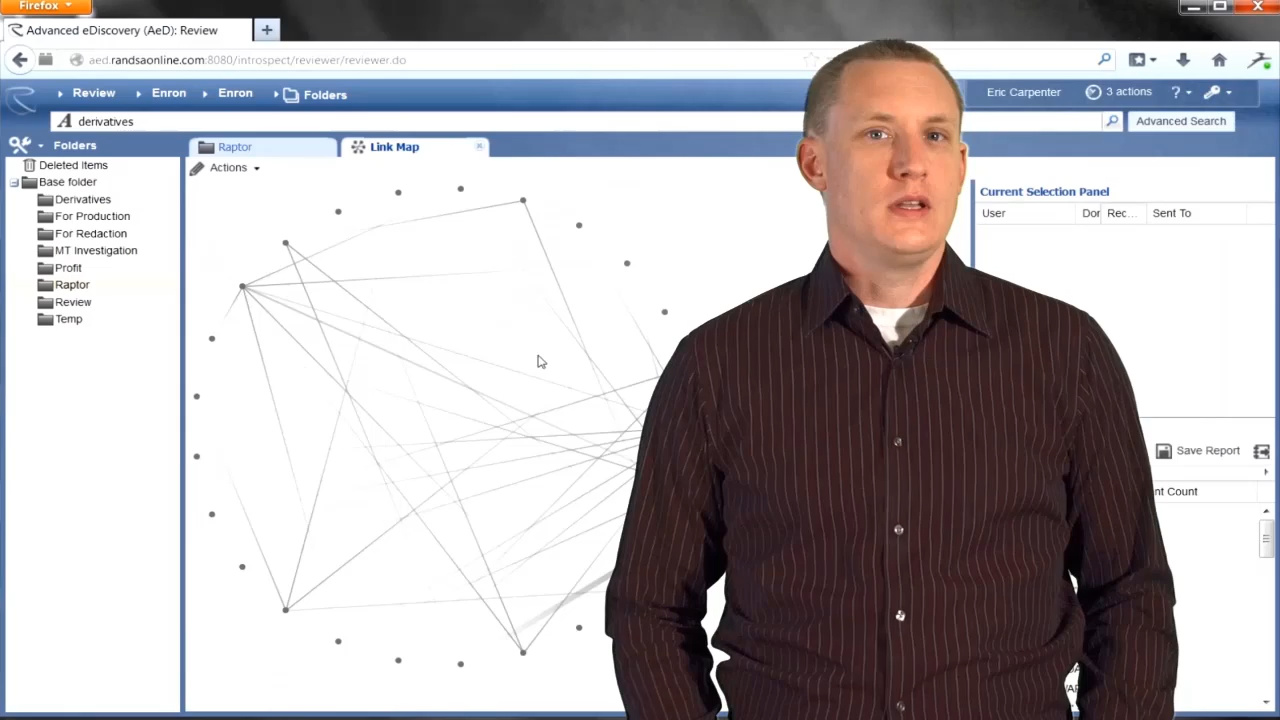 Firefox
Advanced eDiscovery (AeD): Review
aed.randsaonline.com:8080/introspect/reviewer/reviewer.do
Review Enron Enron Folders Eric Carpenter 3 actions ?
A derivatives Advanced Search
Folders Raptor Link Map
Deleted Items Actions
Base folder
Derivatives
For Production
For Redaction
MT Investigation
Profit
Raptor
Review
Temp
Current Selection Panel
User Dor Rec... Sent To
Save Report
nt Count